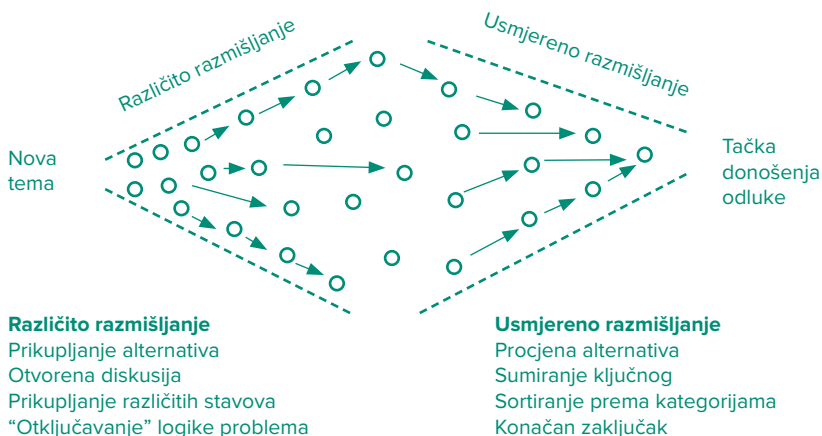 Različito razmišljanje
Usmjereno razmišljanje
Nova
tema
Tačka
donošenja
odluke
Različito razmišljanje
Prikupljanje alternativa
Otvorena diskusija
Prikupljanje različitih stavova
“Otključavanje” logike problema
Usmjereno razmišljanje
Procjena alternativa
Sumiranje ključnog
Sortiranje prema kategorijama
Konačan zaključak